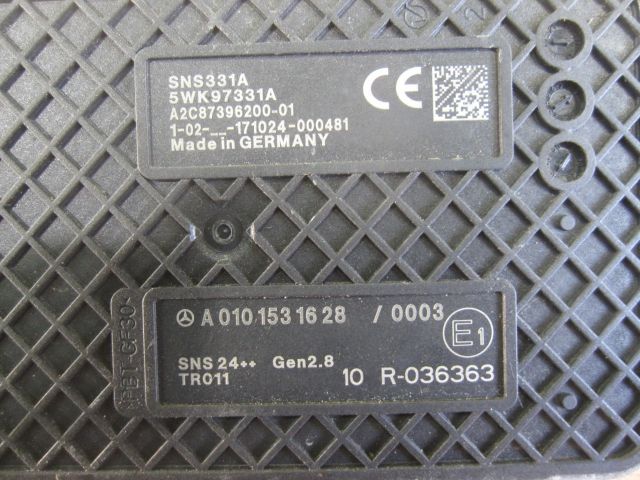 SNS331A
5WK97331A
A2C87396200-01
1-02-__-171024-000481
Made in GERMANY
CE
A 010 153 16 28 / 0003
E1
SNS 24++ Gen2.8
TR011
10 R-036363
2